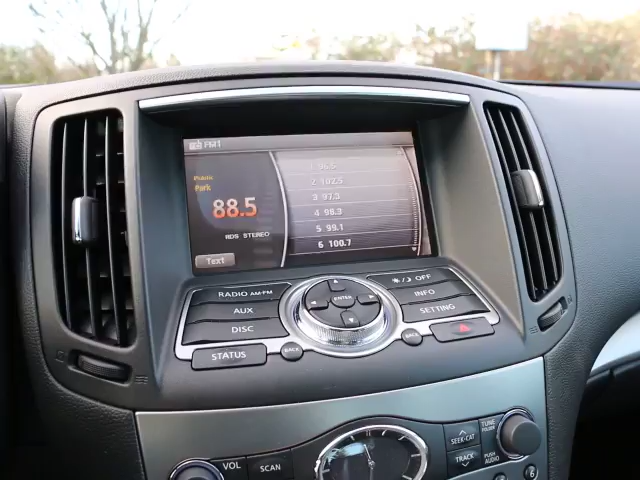 FM1
1 96.5
Public
2 102.5
Park
3 97.3
88.5
4 98.3
5 99.1
RDS STEREO
6 100.7
Text
RADIO AM•FM
AUX
DISC
STATUS
BACK
ENTER
OFF
INFO
SETTING
VOL
SCAN
SEEK•CAT
TRACK
TUNE
FOLDER
PUSH
AUDIO
6